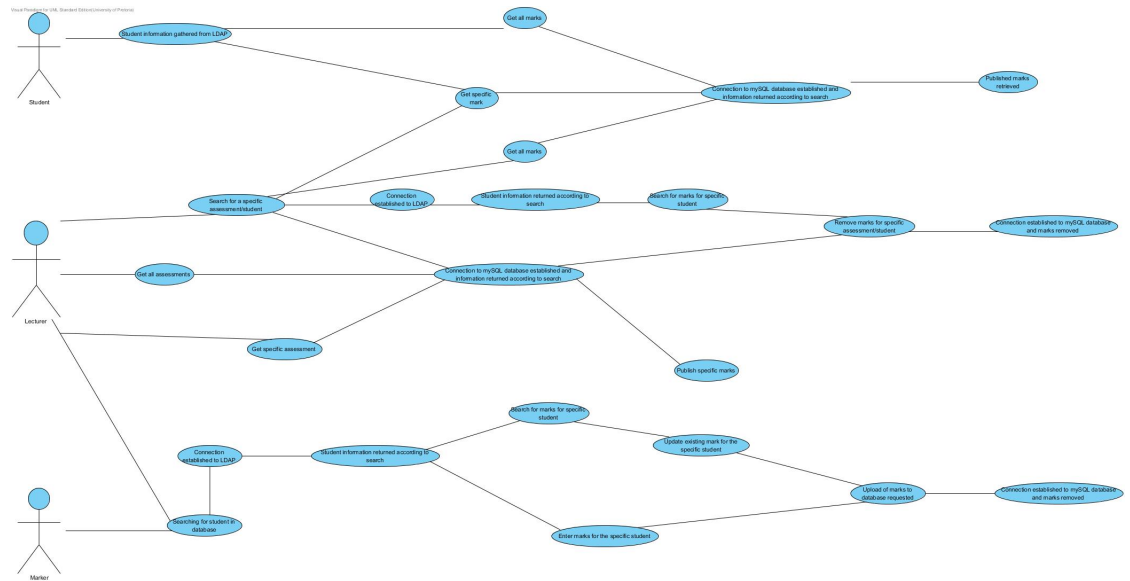 Visual Paradigm for UML Standard Edition(University of Pretoria)
Get all marks
Student information gathered from LDAP
Student
Published marks
retrieved
Connection to mySQL database established and
information returned according to search
Get specific
mark
Get all marks
Search for a specific
assessment/student
Connection
established to LDAP
Student information returned according to
search
Search for marks for specific
student
Remove marks for specific
assessment/student
Connection established to mySQL database
and marks removed
Lecturer
Get all assessments
Connection to mySQL database established and
information returned according to search
Get specific assessment
Publish specific marks
Search for marks for specific
student
Connection
established to LDAP
Student information returned according to
search
Update existing mark for the
specific student
Upload of marks to
database requested
Connection established to mySQL database
and marks removed
Searching for student in
database
Enter marks for the specific student
Marker